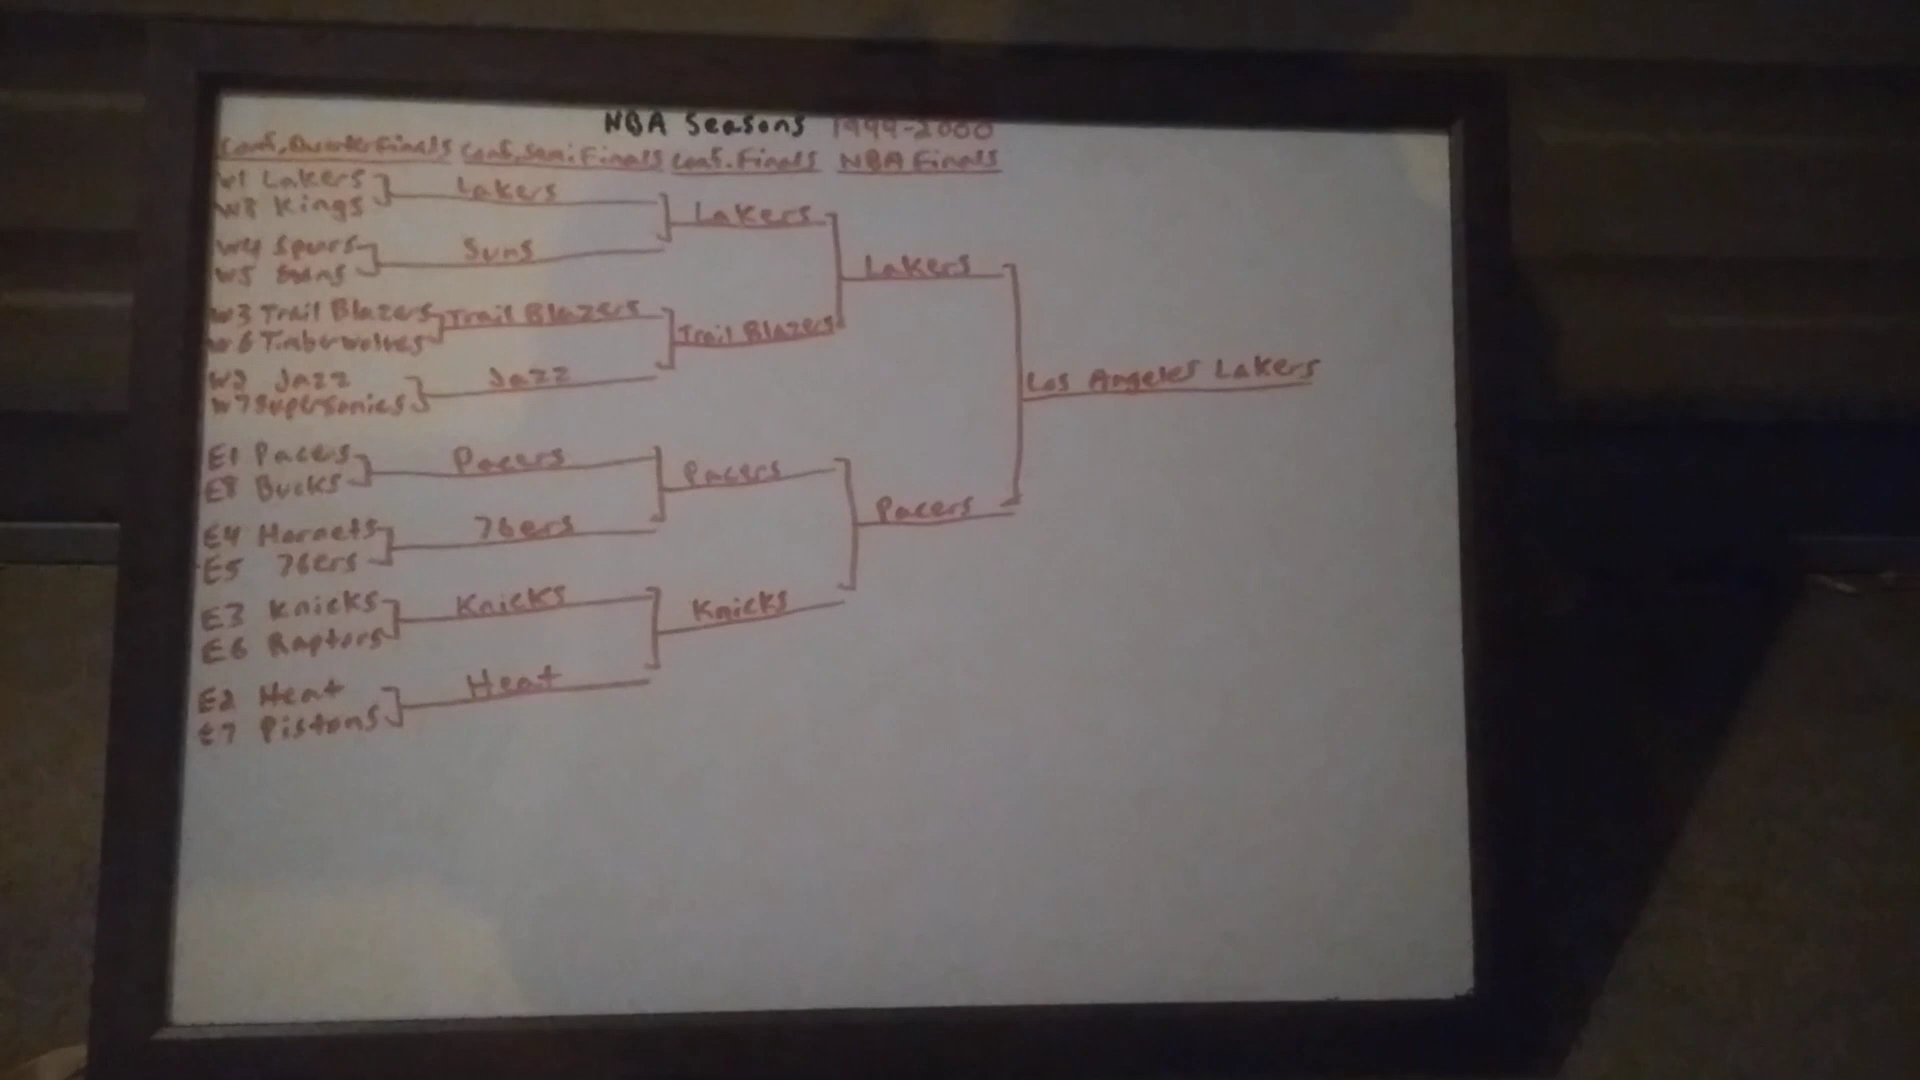 NBA Seasons 1999-2000
Conf. Quarter Finals Conf. Semi. Finals Conf. Finals NBA Finals
W1 Lakers
W8 Kings
Lakers
W4 Spurs
W5 Suns
Suns
Lakers
W3 Trail Blazers
W6 Timberwolves
Trail Blazers
W2 Jazz
W7 Supersonics
Jazz
Trail Blazers
Lakers
E1 Pacers
E8 Bucks
Pacers
E4 Hornets
E5 76ers
76ers
Pacers
E3 Knicks
E6 Raptors
Knicks
E2 Heat
E7 Pistons
Heat
Knicks
Pacers
Los Angeles Lakers